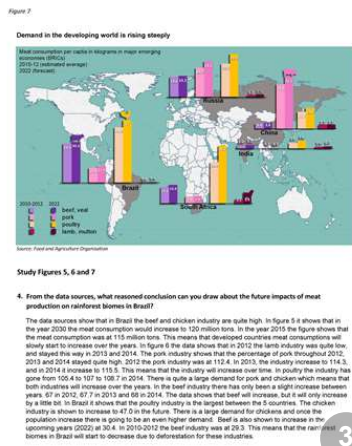 Figure 7
Demand in the developing world is rising steeply
Meat consumption per capita in kilograms in major emerging
economies (BRICs)
2010-12 (estimated average)
2022 (forecast)
Russia
China
India
Brazil
South Africa
2010-2012 2022
beef, veal
pork
poultry
lamb, mutton
Source: Food and Agriculture Organisation
Study Figures 5, 6 and 7
4. From the data sources, what reasoned conclusion can you draw about the future impacts of meat
production on rainforest biomes in Brazil?
The data sources show that in Brazil the beef and chicken industry are quite high. In figure 5 it shows that in
the year 2030 the meat consumption would increase to 120 million tons. In the year 2015 the figure shows that
the meat consumption was at 115 million tons. This means that developed countries meat consumptions will
slowly start to increase over the years. In figure 6 the data shows that in 2012 the lamb industry was quite low,
and stayed this way in 2013 and 2014. The pork industry shows that the percentage of pork throughout 2012,
2013 and 2014 stayed quite high. 2012 the pork industry was at 112.4. In 2013, the industry increase to 114.3,
and in 2014 it increase to 115.5. This means that the industry will increase over time. In poultry the industry has
gone from 105.4 to 107 to 108.7 in 2014. There is quite a large demand for pork and chicken which means that
both industries will increase over the years. In the beef industry there has only been a slight increase between
years. 67 in 2012, 67.7 in 2013 and 68 in 2014. The data shows that beef will increase, but it will only increase
by a little bit. In Brazil it shows that the poultry industry is the largest between the 5 countries. The chicken
industry is shown to increase to 47.0 in the future. There is a large demand for chickens and once the
population increase there is going to be an even higher demand. Beef is also shown to increase in the
upcoming years (2022) at 30.4. In 2010-2012 the beef industry was at 29.3. This means that the rainforest
biomes in Brazil will start to decrease due to deforestation for these industries.
3